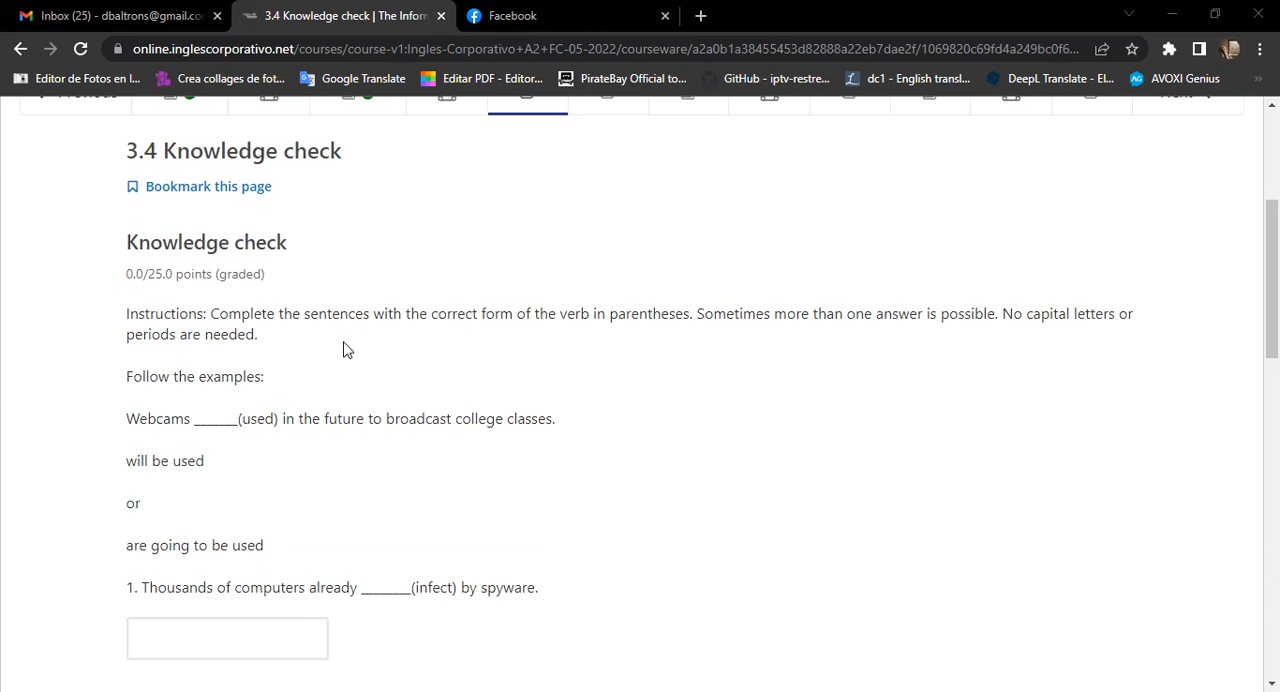 Inbox (25) - dbaltrons@gmail.co
3.4 Knowledge check | The Infor
Facebook
online.inglescorporativo.net/courses/course-v1:Ingles-Corporativo+A2+FC-05-2022/courseware/a2a0b1a38455453d82888a22eb7dae2f/1069820c69fd4a249bc0f6...
Editor de Fotos en l... Crea collages de fot... Google Translate Editar PDF - Editor... PirateBay Official to... GitHub - iptv-restre... dc1 - English transl... DeepL Translate - El... AVOXI Genius »
3.4 Knowledge check
Bookmark this page
Knowledge check
0.0/25.0 points (graded)
Instructions: Complete the sentences with the correct form of the verb in parentheses. Sometimes more than one answer is possible. No capital letters or
periods are needed.
Follow the examples:
Webcams ______(used) in the future to broadcast college classes.
will be used
or
are going to be used
1. Thousands of computers already _______(infect) by spyware.